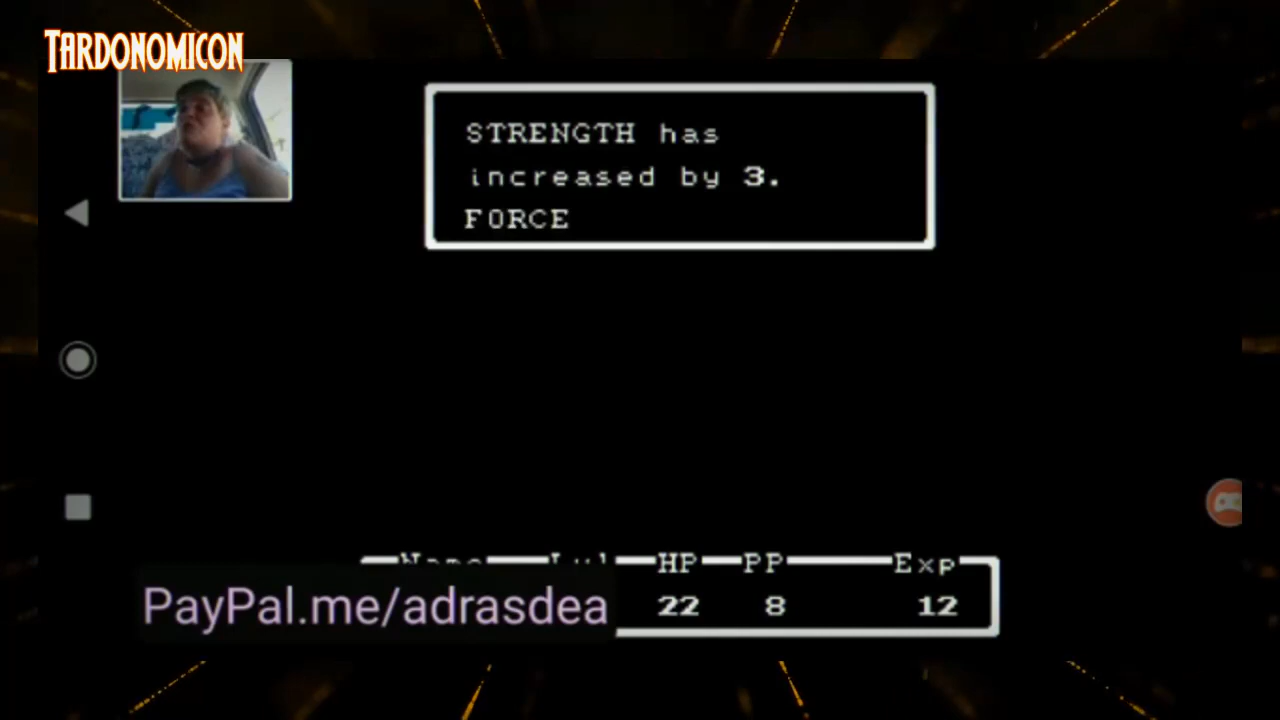 TARDONOMICON
STRENGTH has
increased by 3.
FORCE
HP PP Exp
PayPal.me/adrasdea 22 8 12